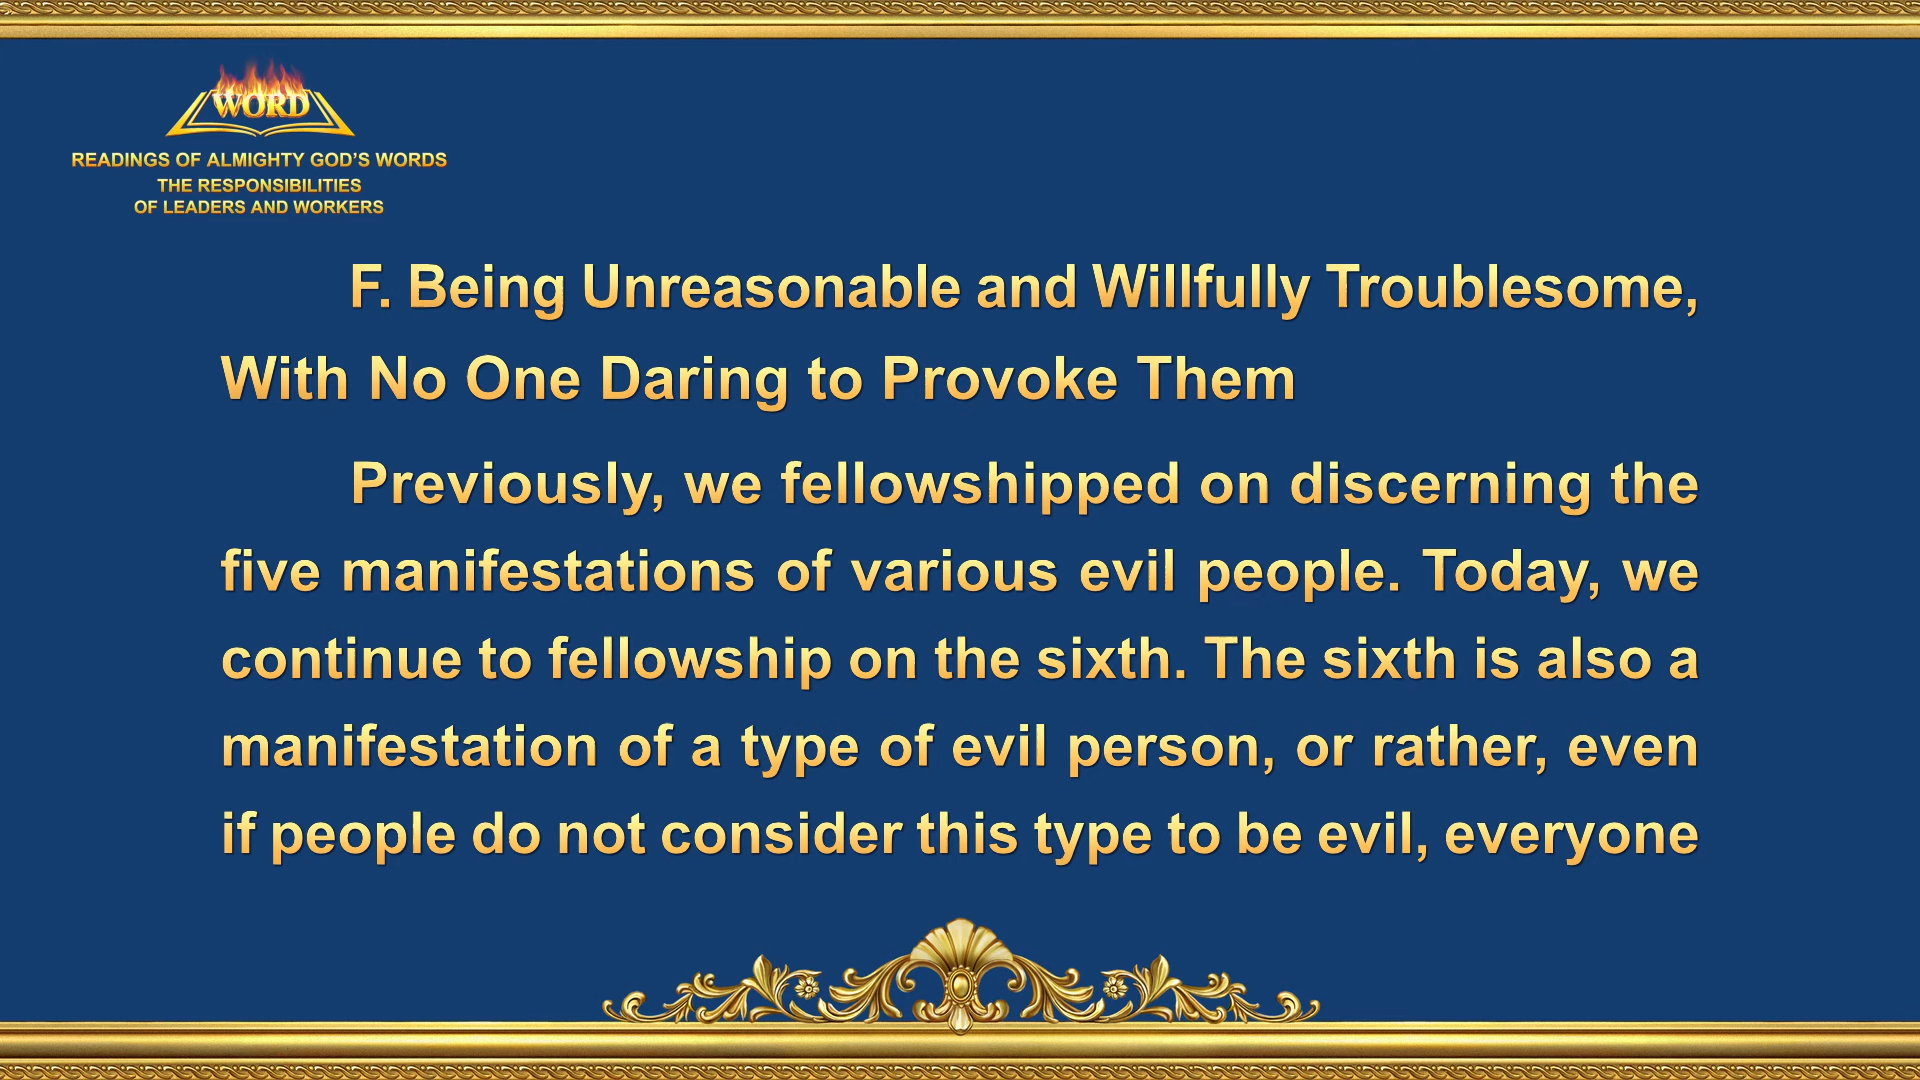 WORD
READINGS OF ALMIGHTY GOD’S WORDS
THE RESPONSIBILITIES
OF LEADERS AND WORKERS
F. Being Unreasonable and Willfully Troublesome,
With No One Daring to Provoke Them
Previously, we fellowshipped on discerning the
five manifestations of various evil people. Today, we
continue to fellowship on the sixth. The sixth is also a
manifestation of a type of evil person, or rather, even
if people do not consider this type to be evil, everyone